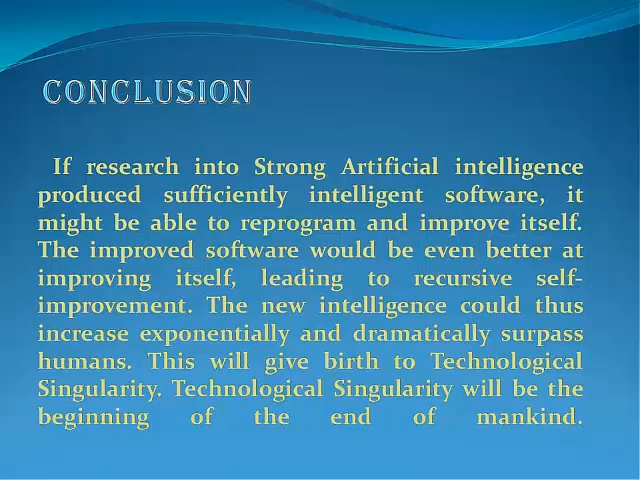 CONCLUSION
If research into Strong Artificial intelligence
produced sufficiently intelligent software, it
might be able to reprogram and improve itself.
The improved software would be even better at
improving itself, leading to recursive self-
improvement. The new intelligence could thus
increase exponentially and dramatically surpass
humans. This will give birth to Technological
Singularity. Technological Singularity will be the
beginning of the end of mankind.